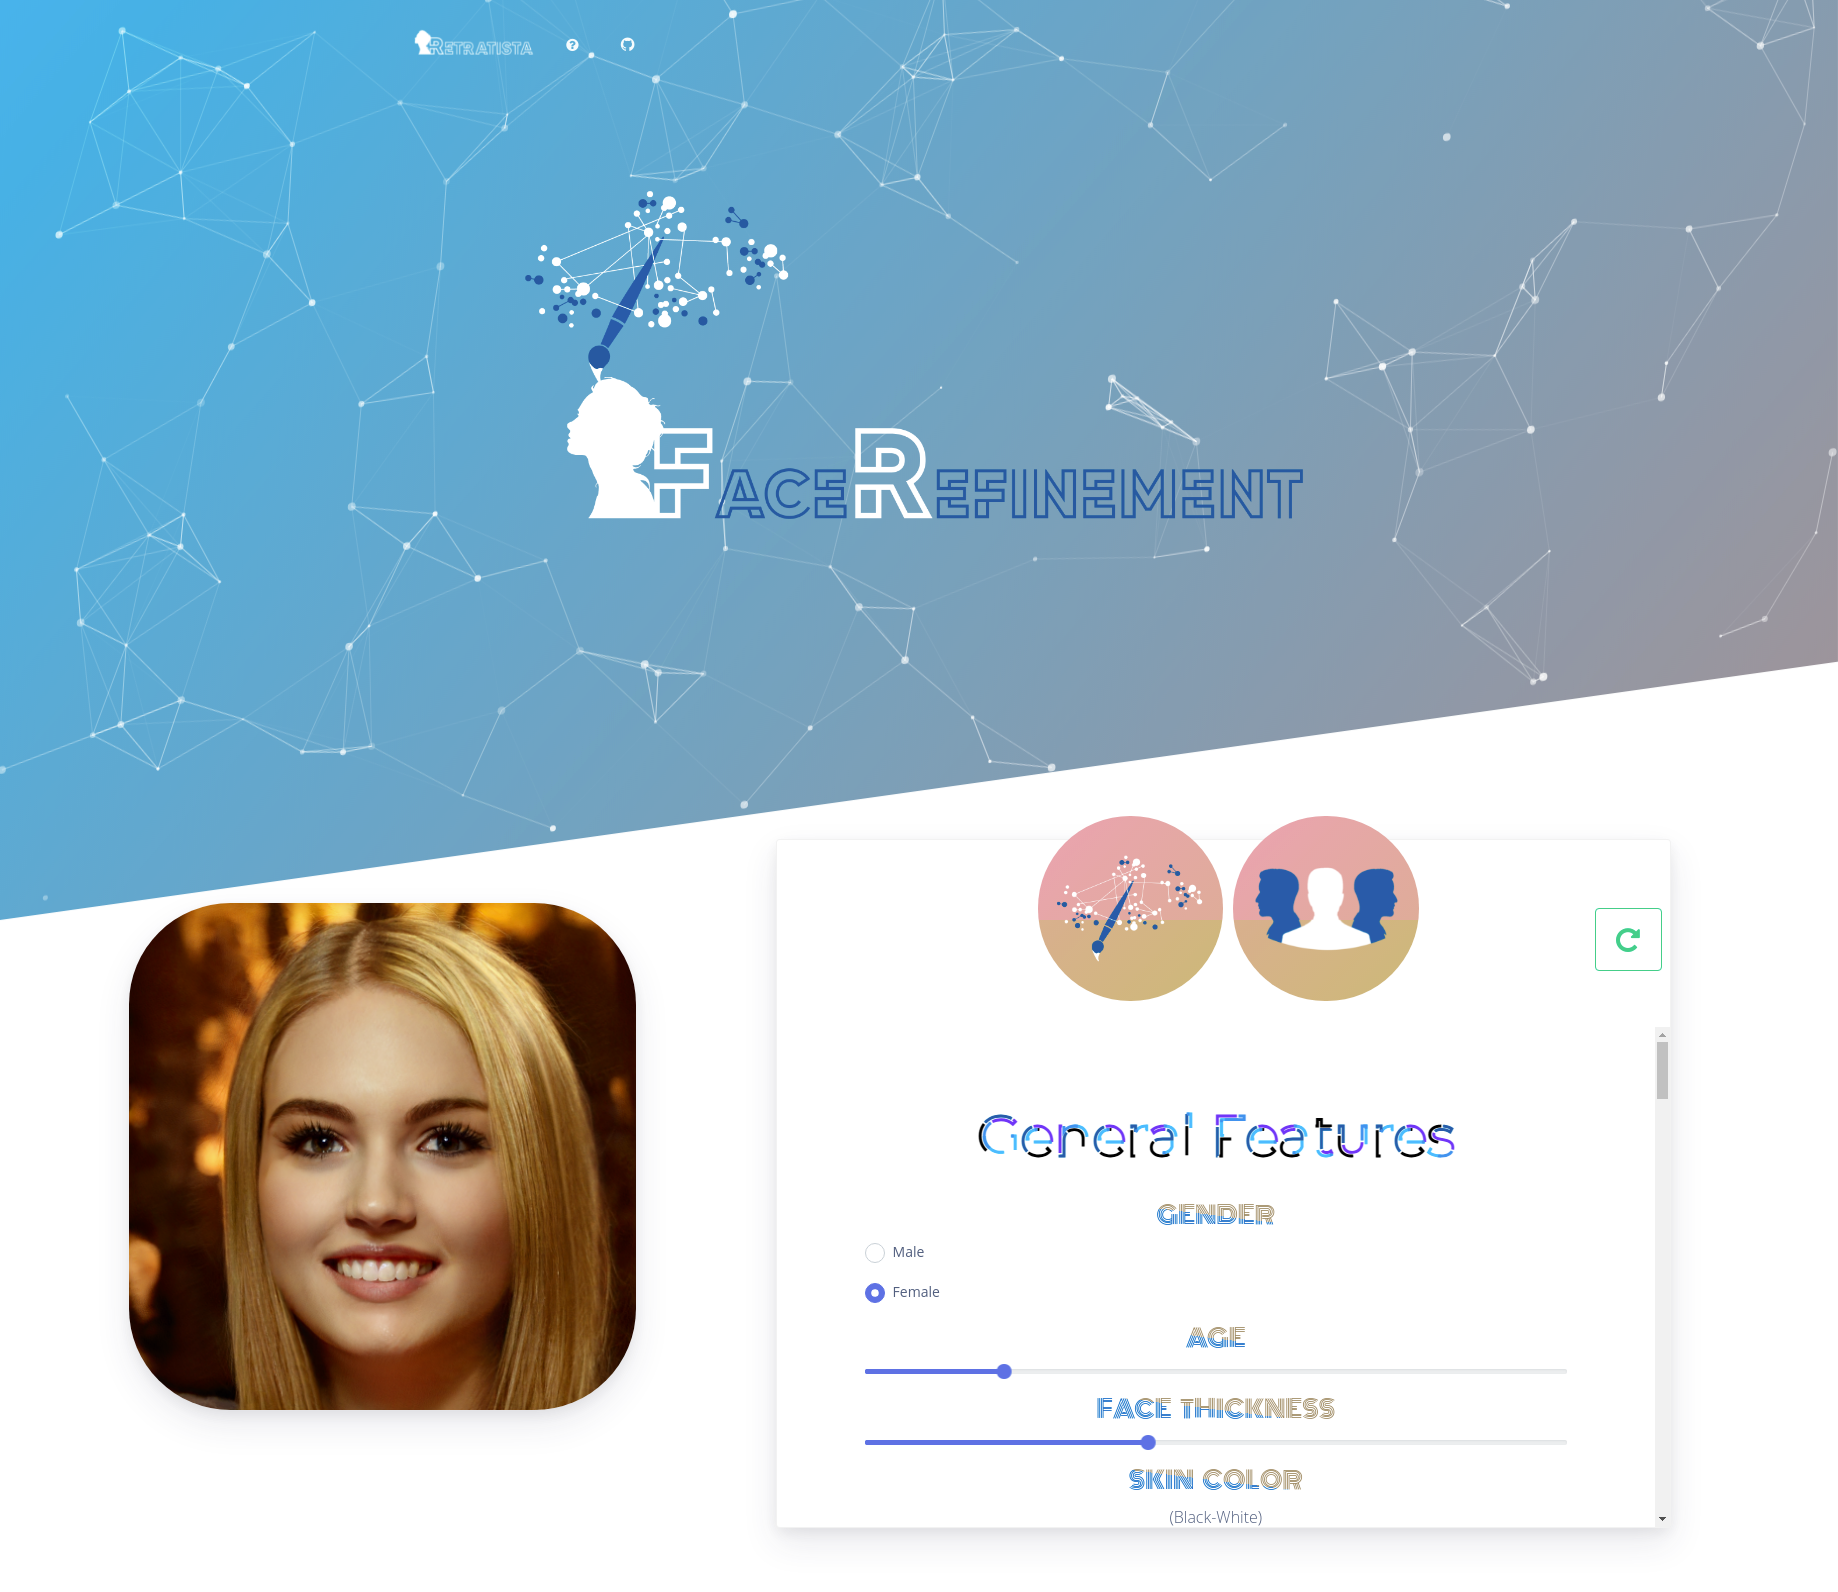 RETRATISTA
FACEREFINEMENT
General Features
GENDER
Male
Female
AGE
FACE THICKNESS
SKIN COLOR
(Black-White)